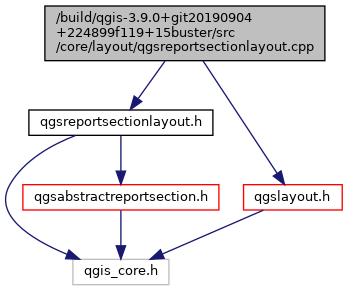 /build/qgis-3.9.0+git20190904
+224899f119+15buster/src
/core/layout/qgsreportsectionlayout.cpp
qgsreportsectionlayout.h
qgsabstractreportsection.h
qgslayout.h
qgis_core.h